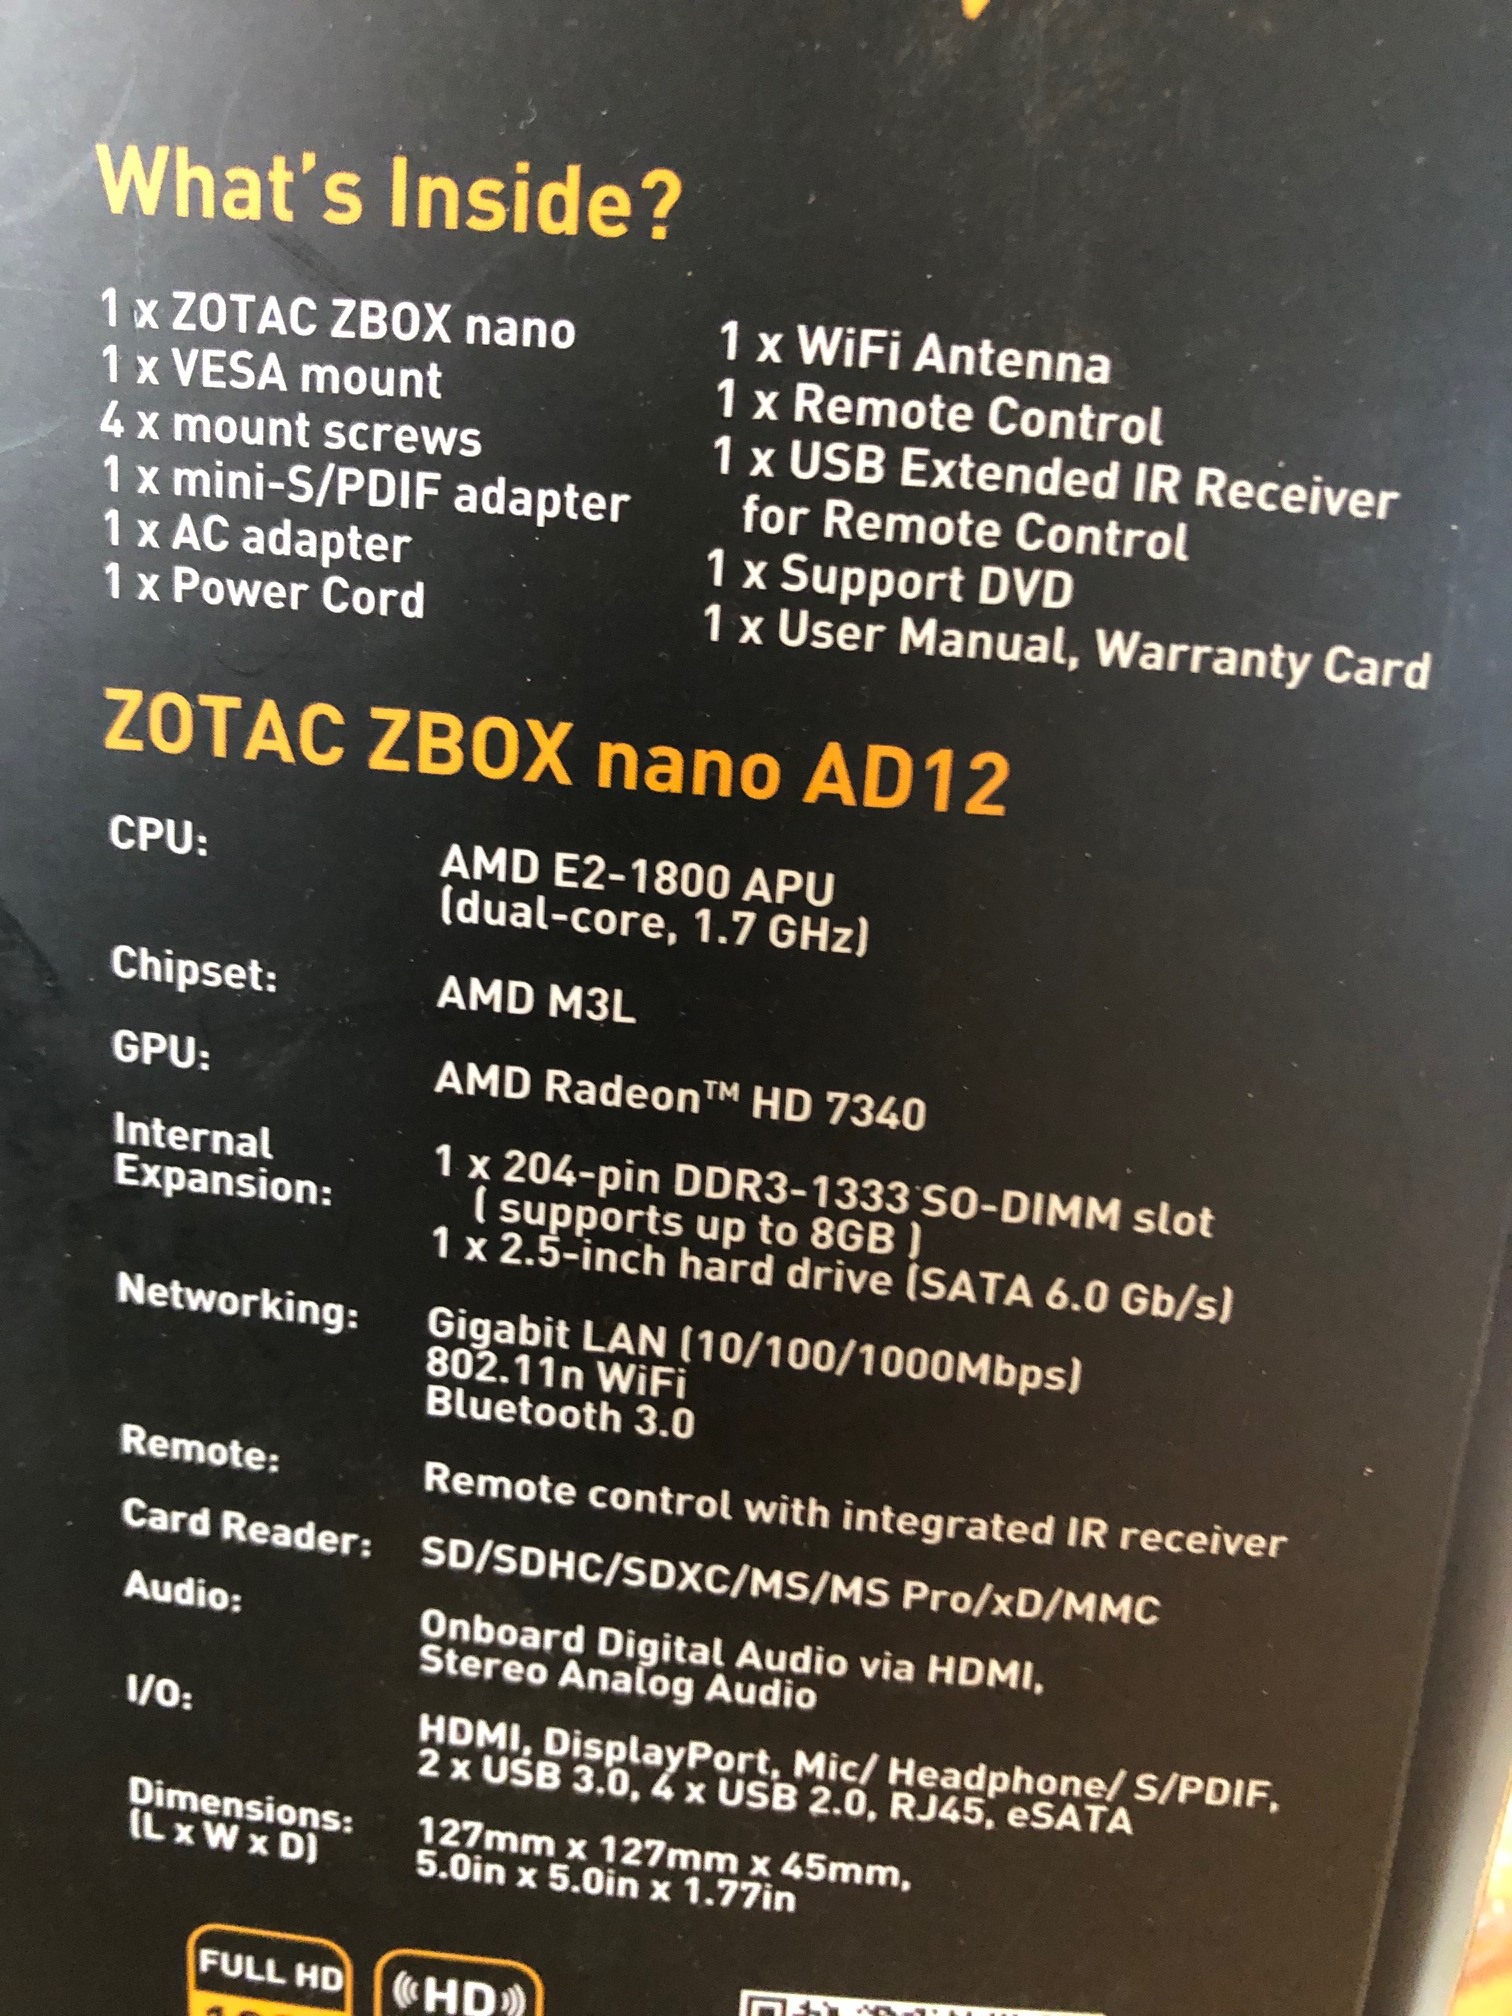 What's Inside?
1 x ZOTAC ZBOX nano
1 x VESA mount
4 x mount screws
1 x mini-S/PDIF adapter
1 x AC adapter
1 x Power Cord
1 x WiFi Antenna
1 x Remote Control
1 x USB Extended IR Receiver
for Remote Control
1 x Support DVD
1 x User Manual, Warranty Card
ZOTAC ZBOX nano AD12
CPU:
AMD E2-1800 APU
(dual-core, 1.7 GHz)
Chipset:
AMD M3L
GPU:
AMD Radeon™ HD 7340
Internal
Expansion:
1 x 204-pin DDR3-1333 SO-DIMM slot
( supports up to 8GB )
1 x 2.5-inch hard drive (SATA 6.0 Gb/s)
Networking:
Gigabit LAN (10/100/1000Mbps)
802.11n WiFi
Bluetooth 3.0
Remote:
Remote control with integrated IR receiver
Card Reader:
SD/SDHC/SDXC/MS/MS Pro/xD/MMC
Audio:
Onboard Digital Audio via HDMI,
Stereo Analog Audio
I/O:
HDMI, DisplayPort, Mic/ Headphone/ S/PDIF,
2 x USB 3.0, 4 x USB 2.0, RJ45, eSATA
Dimensions:
(L x W x D)
127mm x 127mm x 45mm,
5.0in x 5.0in x 1.77in
FULL HD
HD